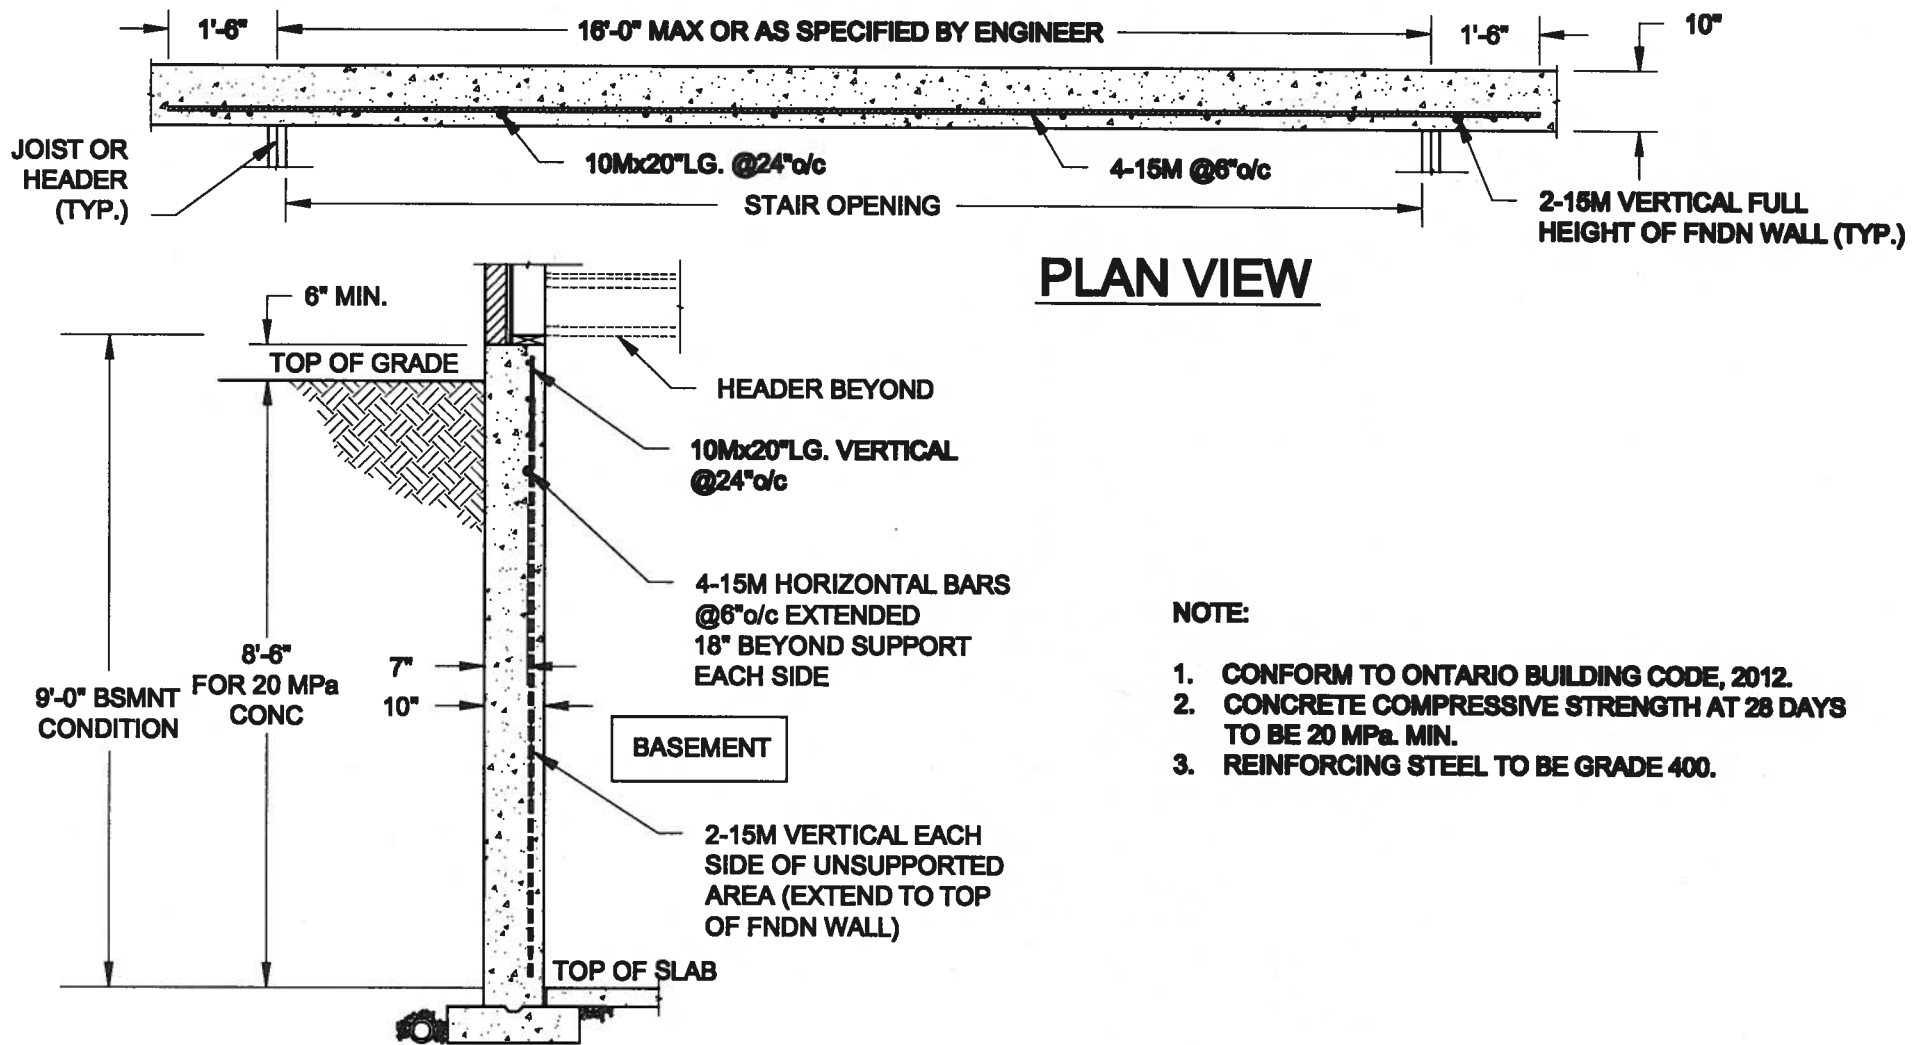 1'-6"
16'-0" MAX OR AS SPECIFIED BY ENGINEER
1'-6"
10"
JOIST OR
HEADER
(TYP.)
10Mx20"LG. @24"o/c
4-15M @6"o/c
STAIR OPENING
2-15M VERTICAL FULL
HEIGHT OF FNDN WALL (TYP.)
PLAN VIEW
6" MIN.
TOP OF GRADE
HEADER BEYOND
10Mx20"LG. VERTICAL
@24"o/c
4-15M HORIZONTAL BARS
@6"o/c EXTENDED
18" BEYOND SUPPORT
EACH SIDE
8'-6"
FOR 20 MPa
CONC
9'-0" BSMNT
CONDITION
7"
10"
BASEMENT
2-15M VERTICAL EACH
SIDE OF UNSUPPORTED
AREA (EXTEND TO TOP
OF FNDN WALL)
TOP OF SLAB
NOTE:
1. CONFORM TO ONTARIO BUILDING CODE, 2012.
2. CONCRETE COMPRESSIVE STRENGTH AT 28 DAYS
TO BE 20 MPa. MIN.
3. REINFORCING STEEL TO BE GRADE 400.